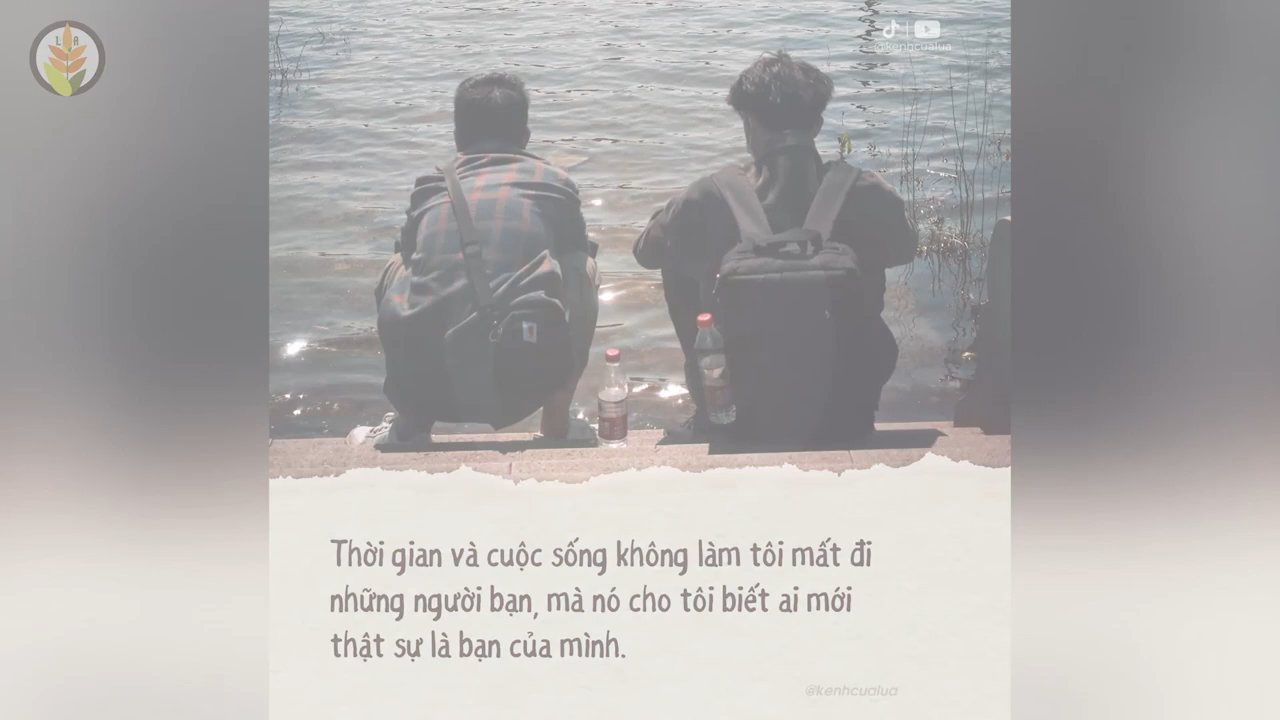 L A
@kenhcualua
Thời gian và cuộc sống không làm tôi mất đi
những người bạn, mà nó cho tôi biết ai mới
thật sự là bạn của mình.
@kenhcualua